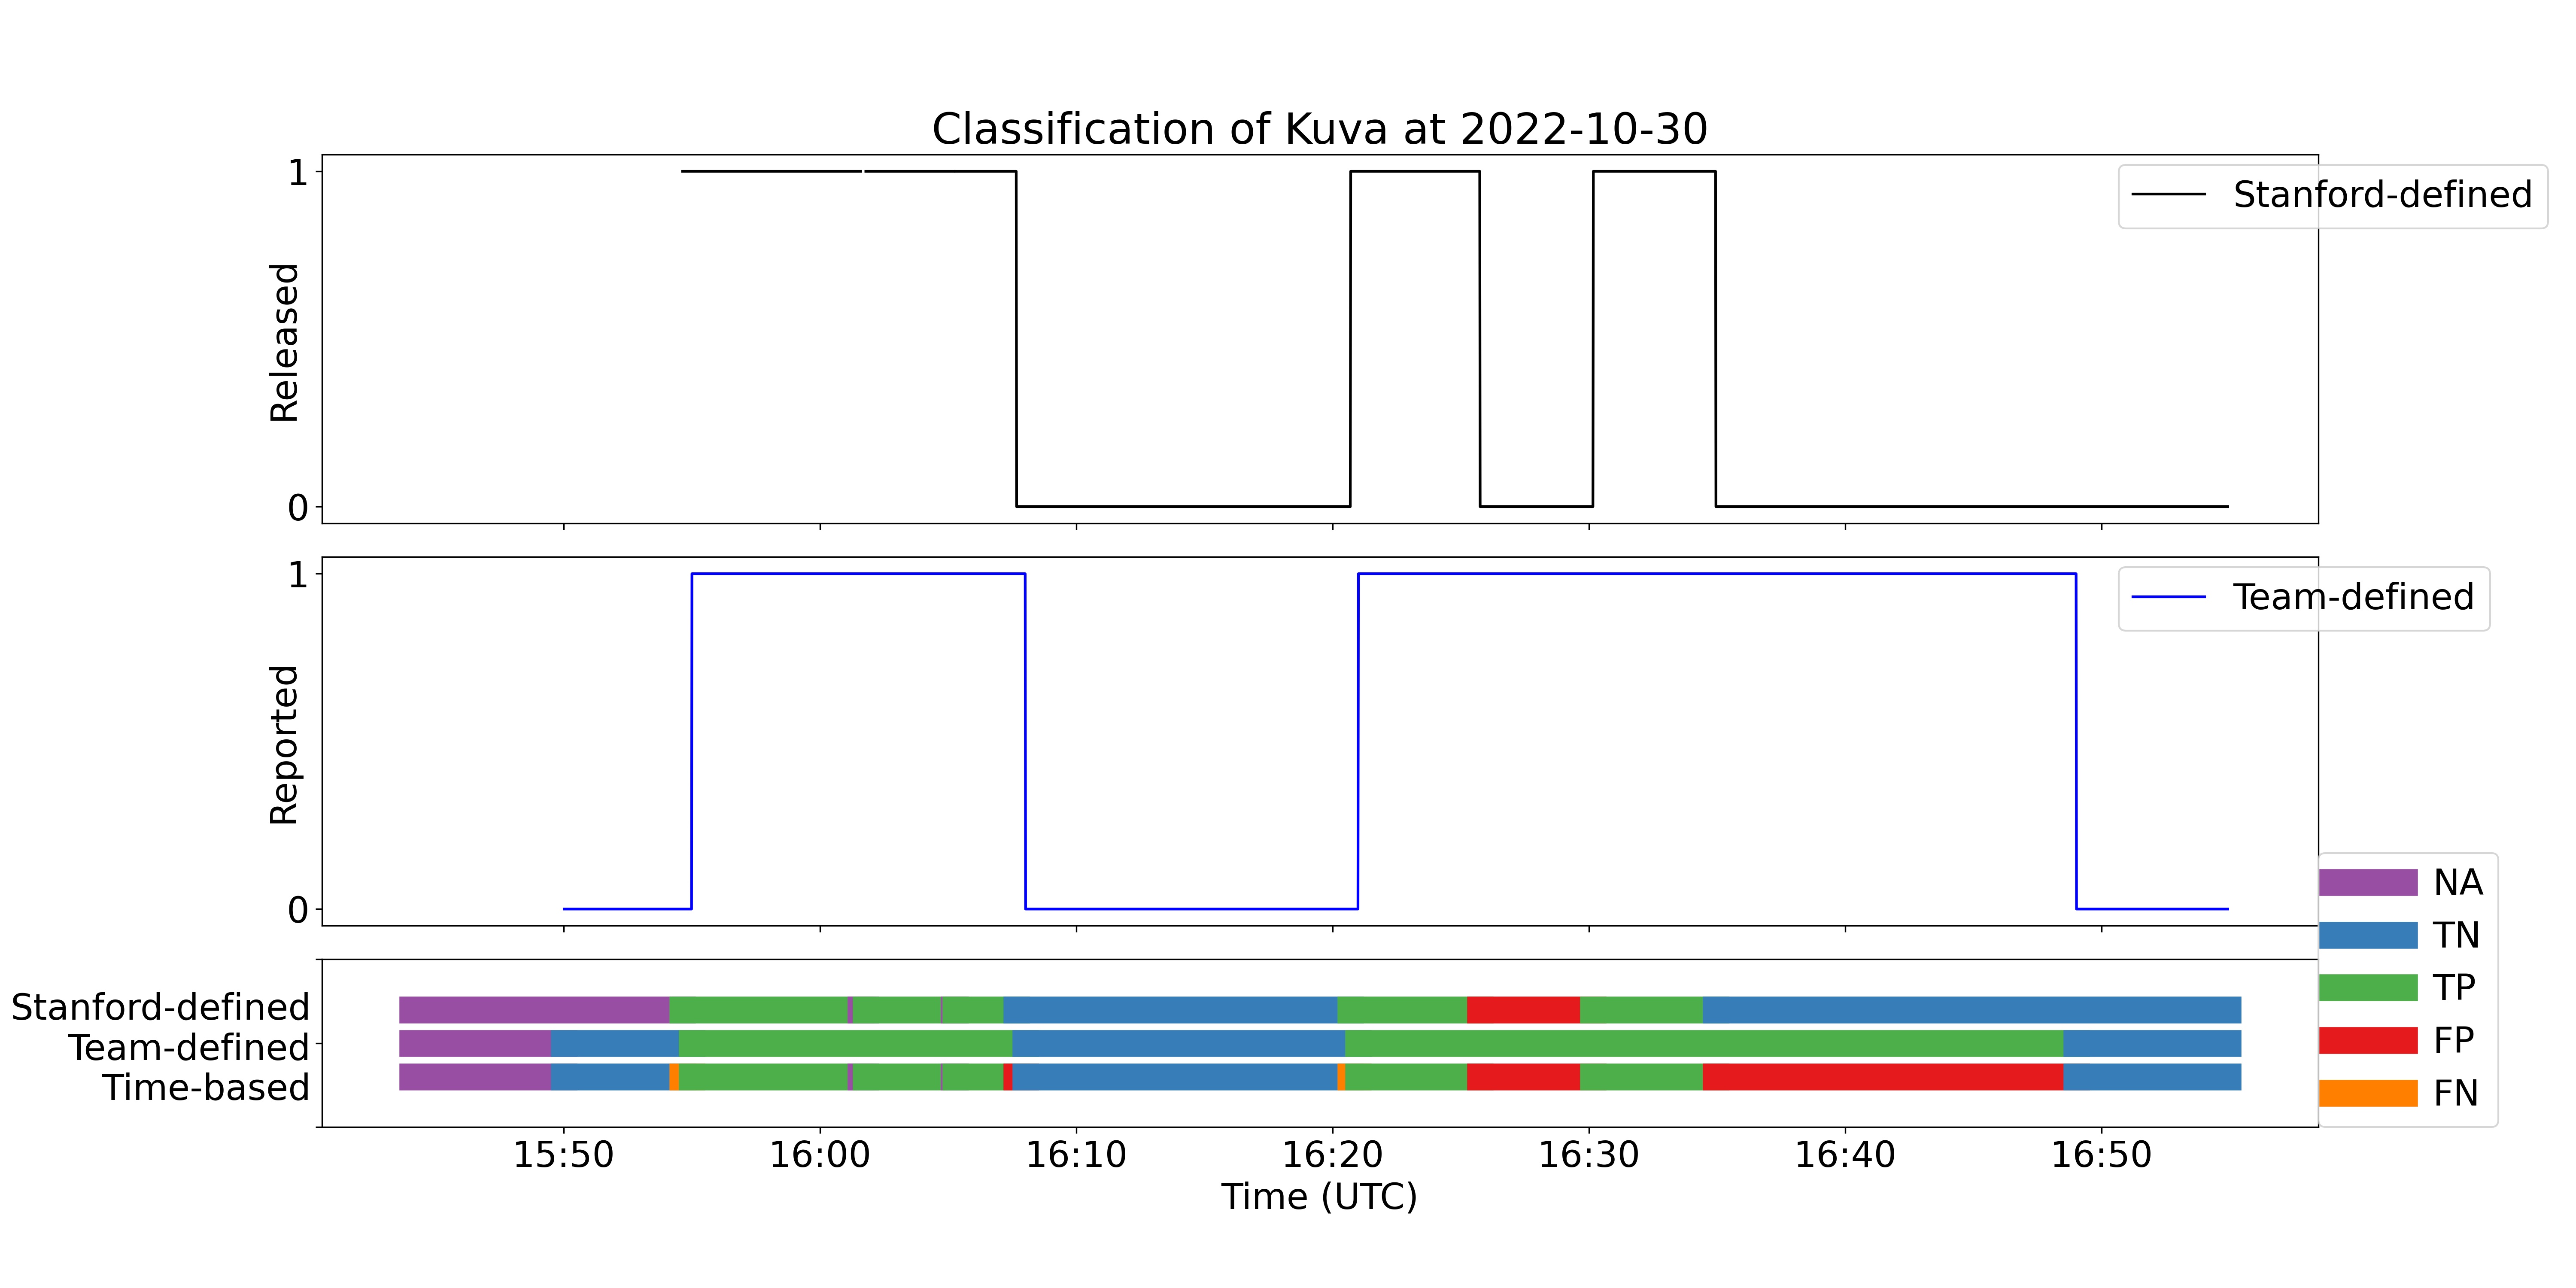 Classification of Kuva at 2022-10-30
1
0
Released
Stanford-defined
1
0
Reported
Team-defined
NA
TN
TP
FP
FN
Stanford-defined
Team-defined
Time-based
15:50 16:00 16:10 16:20 16:30 16:40 16:50
Time (UTC)